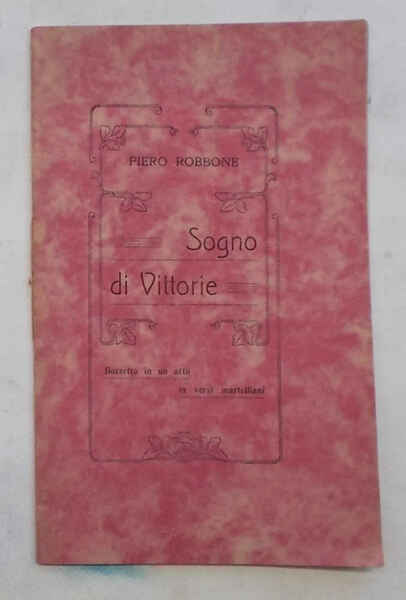 PIERO ROBBONE
Sogno
di Vittorie
Bozzetto in un atto
in versi martelliani